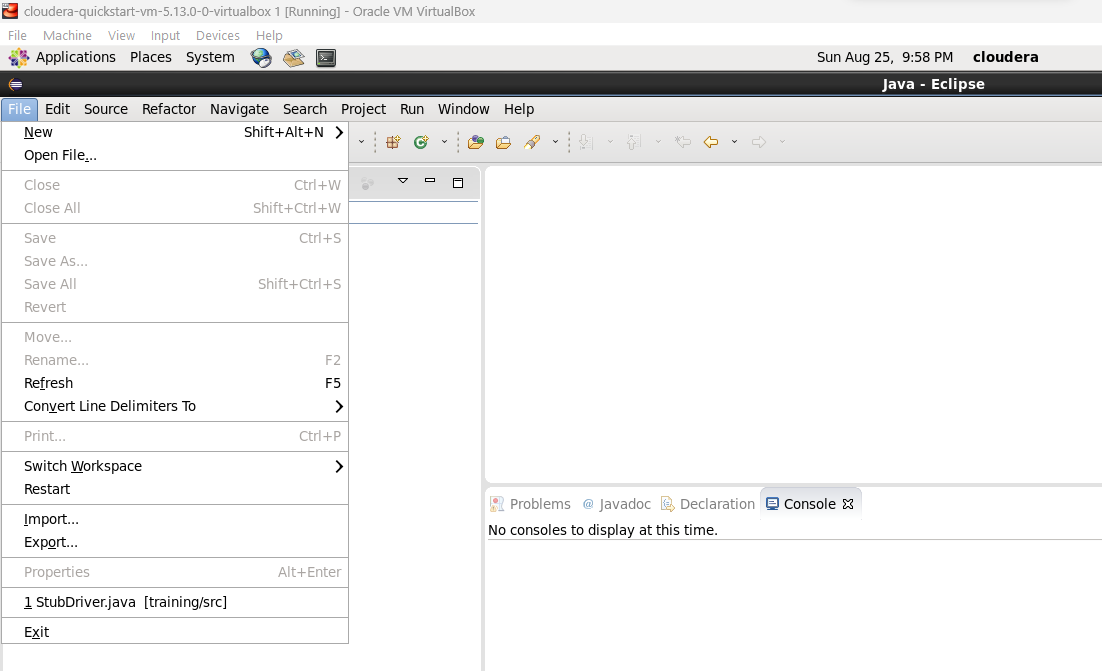 cloudera-quickstart-vm-5.13.0-0-virtualbox 1 [Running] - Oracle VM VirtualBox
File Machine View Input Devices Help
Applications Places System Sun Aug 25, 9:58 PM cloudera
Java - Eclipse
File Edit Source Refactor Navigate Search Project Run Window Help
New Shift+Alt+N
Open File...
Close Ctrl+W
Close All Shift+Ctrl+W
Save Ctrl+S
Save As...
Save All Shift+Ctrl+S
Revert
Move...
Rename... F2
Refresh F5
Convert Line Delimiters To
Print... Ctrl+P
Switch Workspace
Restart
Import...
Export...
Properties Alt+Enter
1 StubDriver.java [training/src]
Exit
Problems @ Javadoc Declaration Console
No consoles to display at this time.